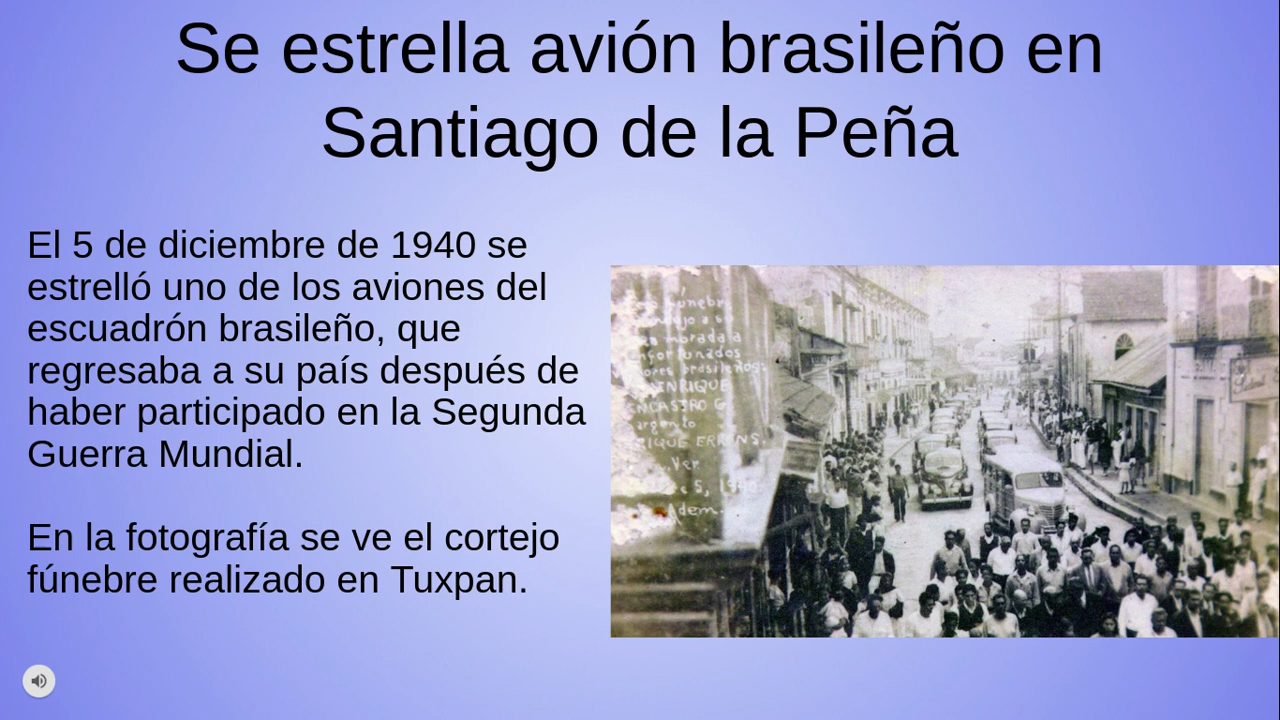 Se estrella avión brasileño en
Santiago de la Peña
El 5 de diciembre de 1940 se
estrelló uno de los aviones del
escuadrón brasileño, que
regresaba a su país después de
haber participado en la Segunda
Guerra Mundial.
En la fotografía se ve el cortejo
fúnebre realizado en Tuxpan.
morada a
brasileños:
ENRIQUE
Ver
5,